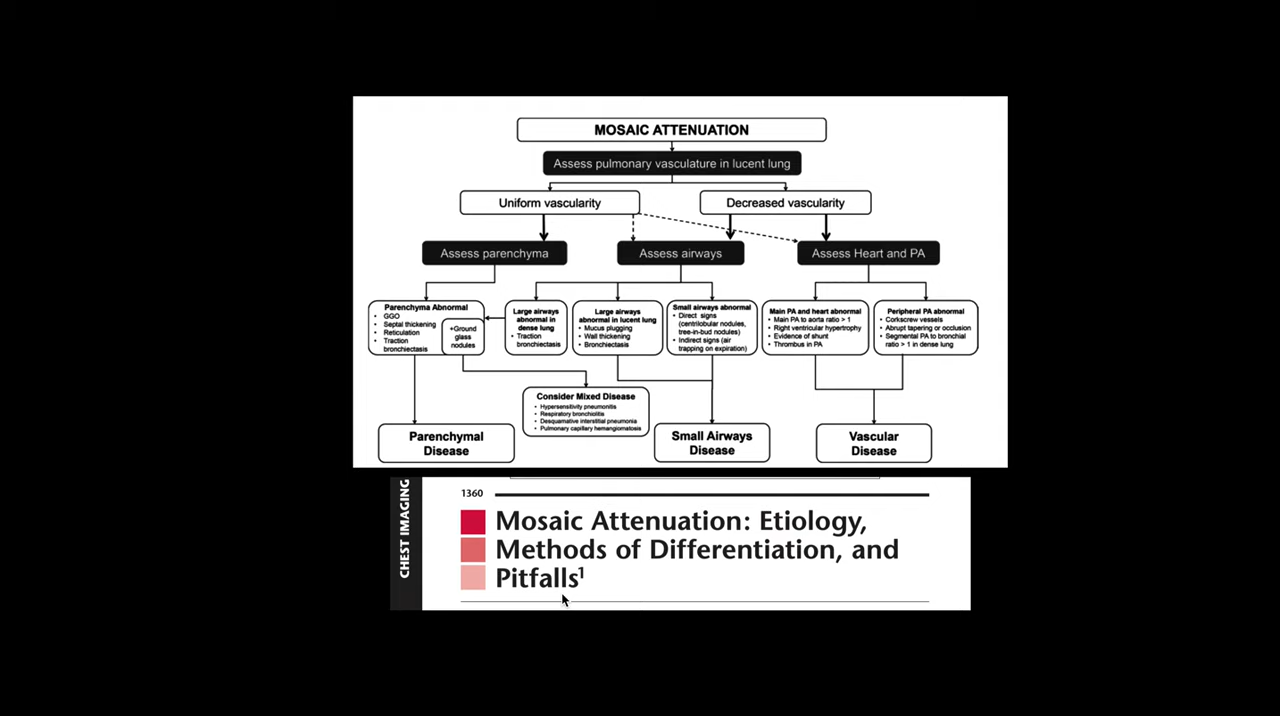 MOSAIC ATTENUATION
Assess pulmonary vasculature in lucent lung
Uniform vascularity
Decreased vascularity
Assess parenchyma
Assess airways
Assess Heart and PA
Parenchyma Abnormal
• GGO
• Septal thickening
• Reticulation
• Traction
bronchiectasis
+Ground
glass
nodules
Large airways
abnormal in
dense lung
• Traction
bronchiectasis
Large airways
abnormal in lucent lung
• Mucus plugging
• Wall thickening
• Bronchiectasis
Small airways abnormal
• Direct signs
(centrilobular nodules,
tree-in-bud nodules)
• Indirect signs (air
trapping on expiration)
Main PA and heart abnormal
• Main PA to aorta ratio > 1
• Right ventricular hypertrophy
• Evidence of shunt
• Thrombus in PA
Peripheral PA abnormal
• Corkscrew vessels
• Abrupt tapering or occlusion
• Segmental PA to bronchial
ratio > 1 in dense lung
Consider Mixed Disease
• Hypersensitivity pneumonitis
• Respiratory bronchiolitis
• Desquamative interstitial pneumonia
• Pulmonary capillary hemangiomatosis
Parenchymal
Disease
Small Airways
Disease
Vascular
Disease
CHEST IMAGING
1360
Mosaic Attenuation: Etiology,
Methods of Differentiation, and
Pitfalls¹